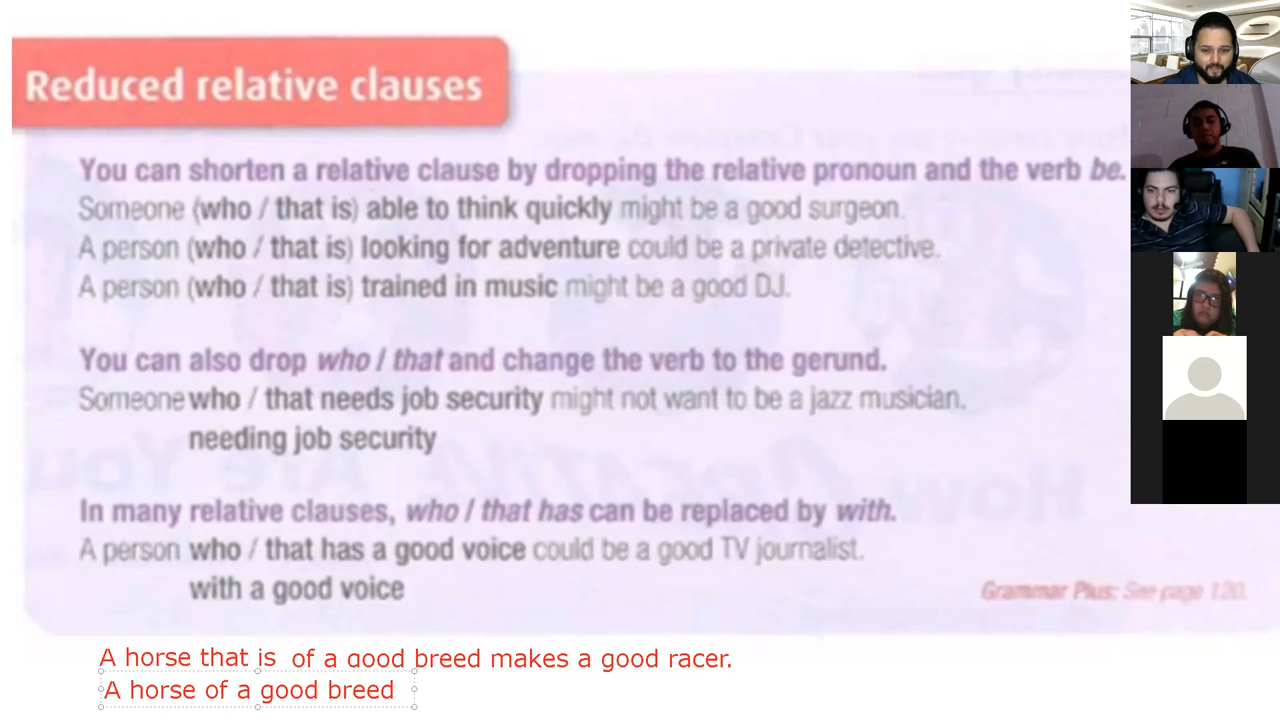 Reduced relative clauses
You can shorten a relative clause by dropping the relative pronoun and the verb be.
Someone (who / that is) able to think quickly might be a good surgeon.
A person (who / that is) looking for adventure could be a private detective.
A person (who / that is) trained in music might be a good DJ.
You can also drop who / that and change the verb to the gerund.
Someone who / that needs job security might not want to be a jazz musician.
needing job security
In many relative clauses, who / that has can be replaced by with.
A person who / that has a good voice could be a good TV journalist.
with a good voice
Grammar Plus: See page 120.
A horse that is of a good breed makes a good racer.
A horse of a good breed